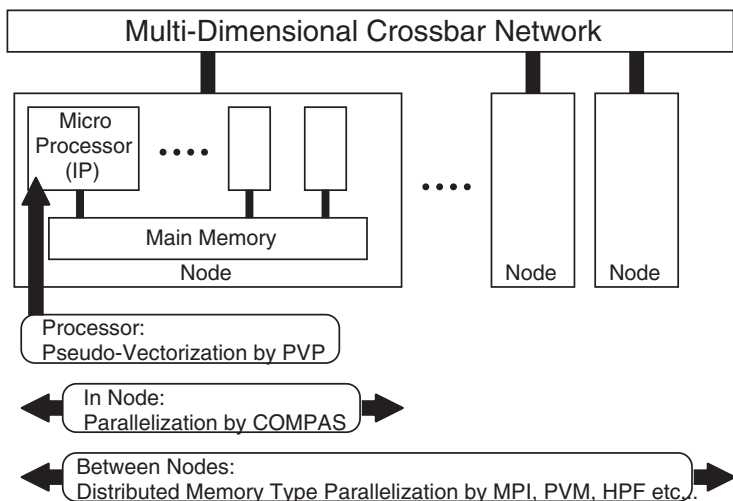 Multi-Dimensional Crossbar Network
Micro
Processor
(IP)
....
Main Memory
Node
....
Node
Node
Processor:
Pseudo-Vectorization by PVP
In Node:
Parallelization by COMPAS
Between Nodes:
Distributed Memory Type Parallelization by MPI, PVM, HPF etc...